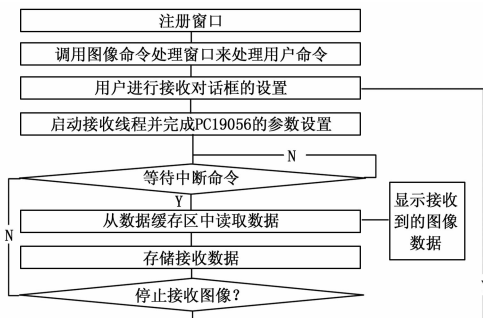 注册窗口
调用图像命令处理窗口来处理用户命令
用户进行接收对话框的设置
启动接收线程并完成PC19056的参数设置
N
等待中断命令
Y
从数据缓存区中读取数据
显示接收
到的图像
数据
N
存储接收数据
停止接收图像?